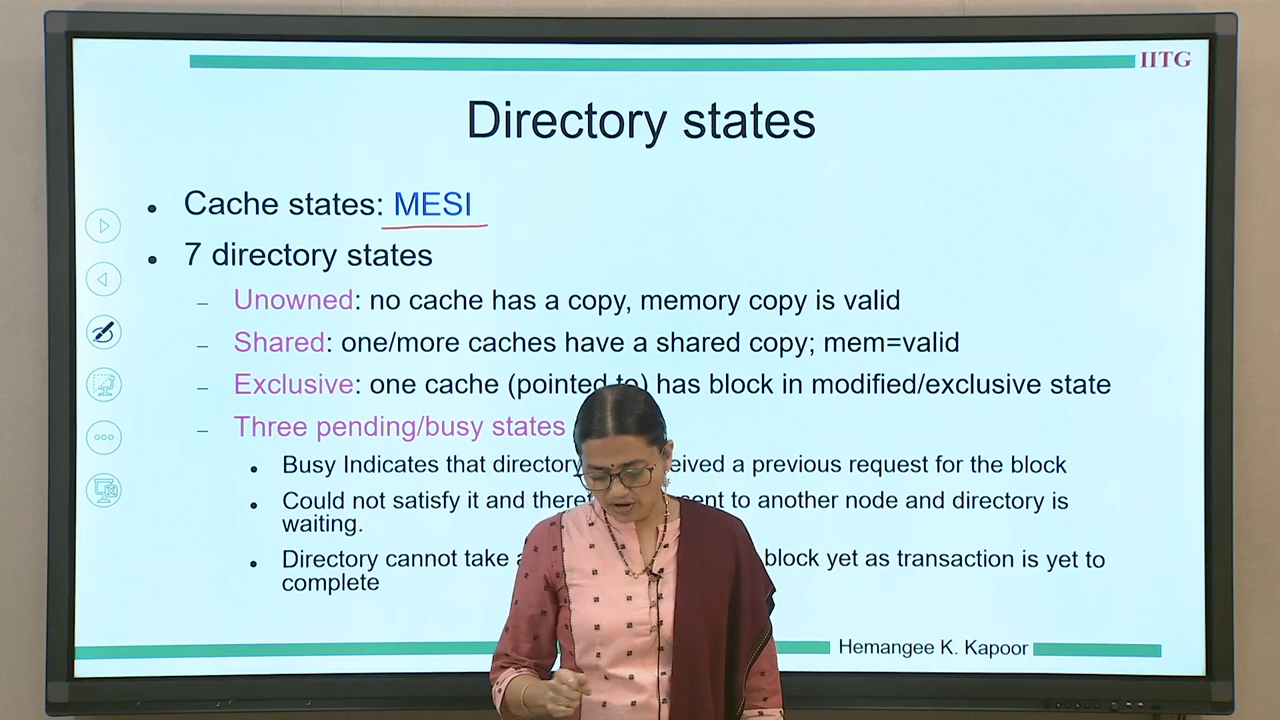 IITG
Directory states
• Cache states: MESI
• 7 directory states
– Unowned: no cache has a copy, memory copy is valid
– Shared: one/more caches have a shared copy; mem=valid
– Exclusive: one cache (pointed to) has block in modified/exclusive state
– Three pending/busy states
• Busy Indicates that directory a previous request for the block
• Could not satisfy it and to another node and directory is
waiting.
• Directory cannot take block yet as transaction is yet to
complete
Hemangee K. Kapoor